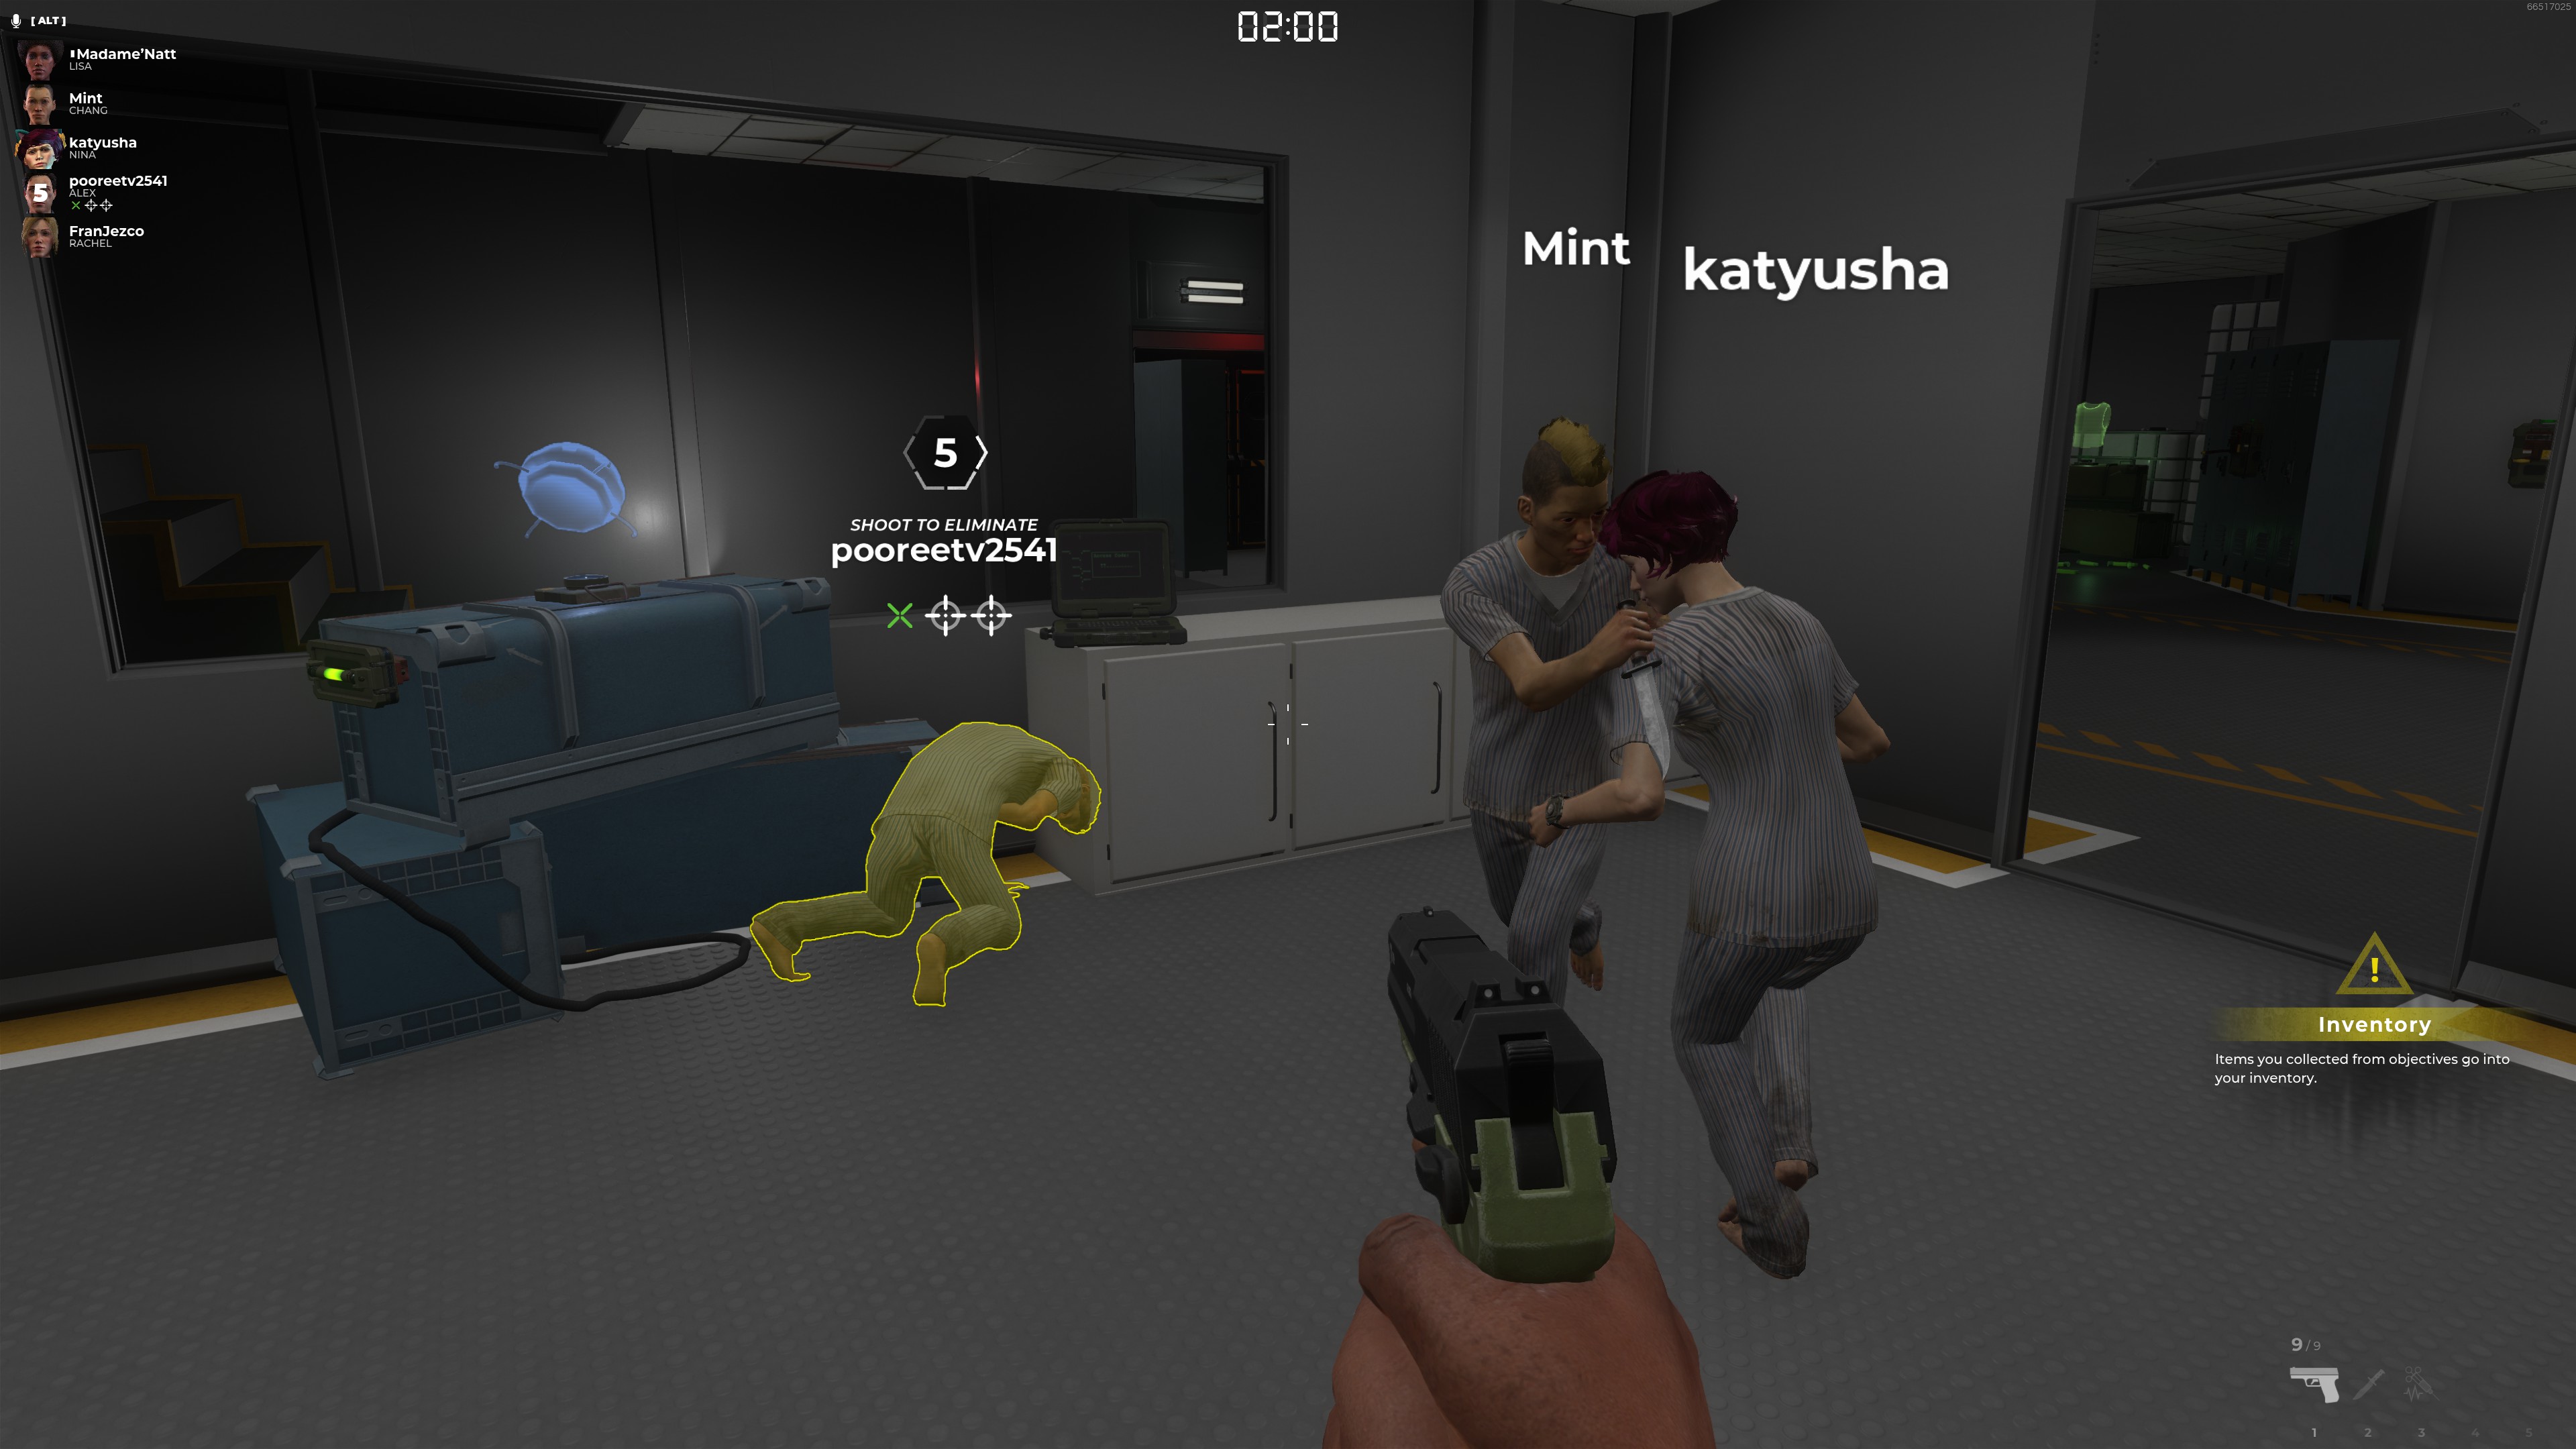 [ ALT ]
02:00
66517025
Madame'Natt
LISA
Mint
CHANG
katyusha
NINA
5
pooreetv2541
ALEX
FranJezco
RACHEL
Mint
katyusha
5
SHOOT TO ELIMINATE
pooreetv2541
!
Inventory
Items you collected from objectives go into
your inventory.
9 / 9
1 2 3 4 5